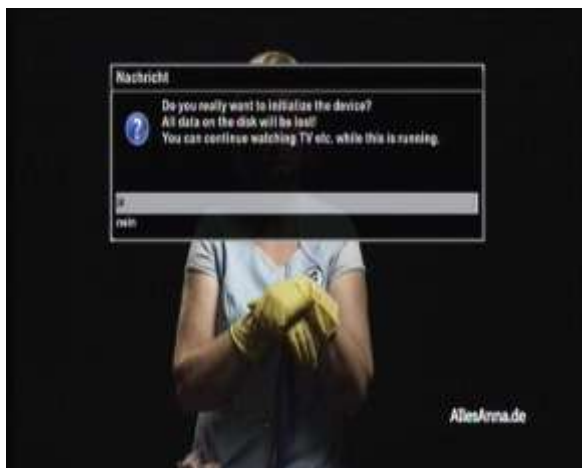 Nachricht
Do you really want to initialize the device?
All data on the disk will be lost!
You can continue watching TV etc. while this is running.
ja
nein
AllesAnna.de